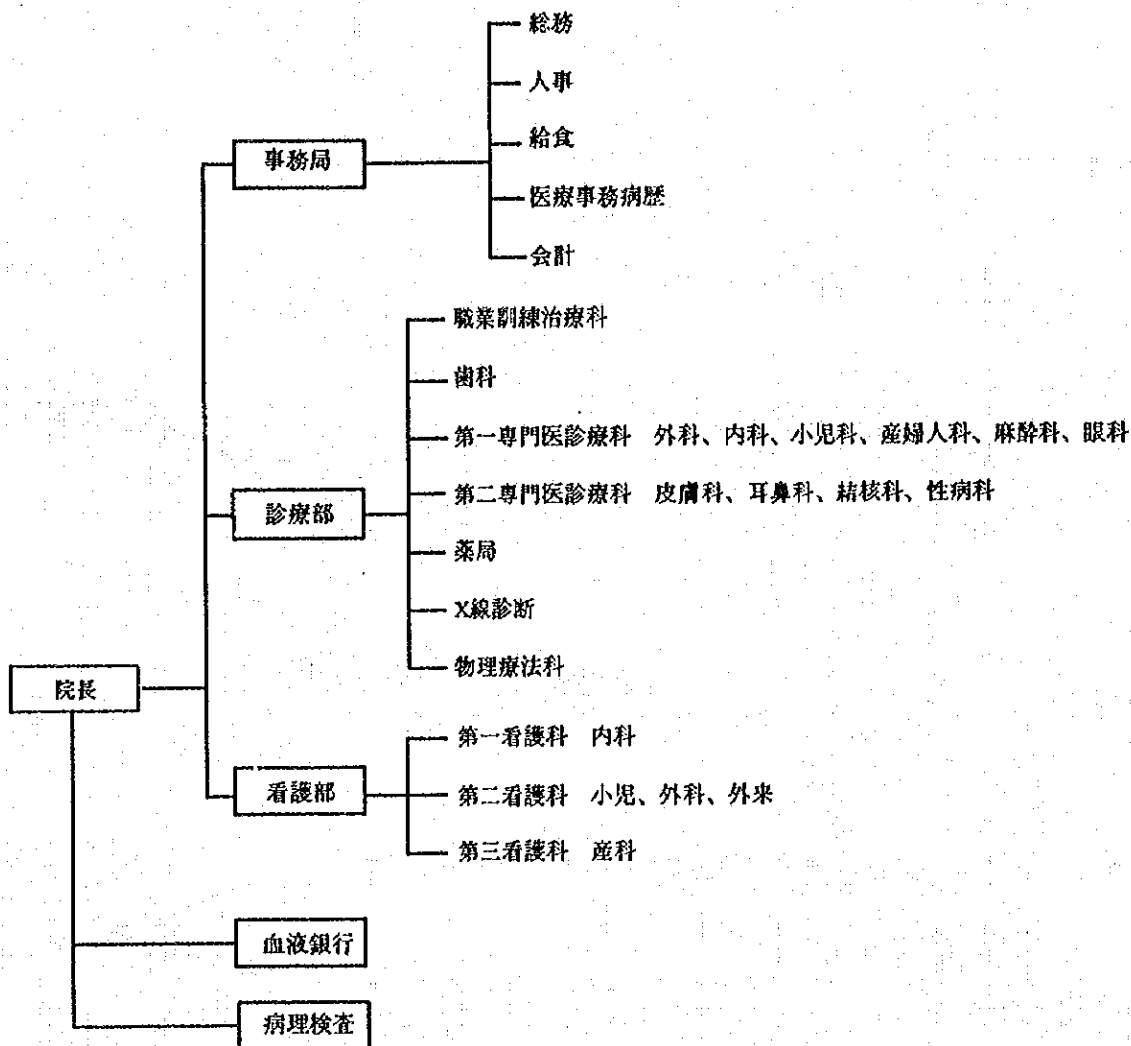 総務
人事
事務局
給食
医療事務病歴
会計
職業訓練治療科
歯科
第一専門医診療科 外科、内科、小児科、産婦人科、麻酔科、眼科
第二専門医診療科 皮膚科、耳鼻科、結核科、性病科
診療部
薬局
X線診断
物理療法科
院長
第一看護科 内科
看護部
第二看護科 小児、外科、外来
第三看護科 産科
血液銀行
病理検査